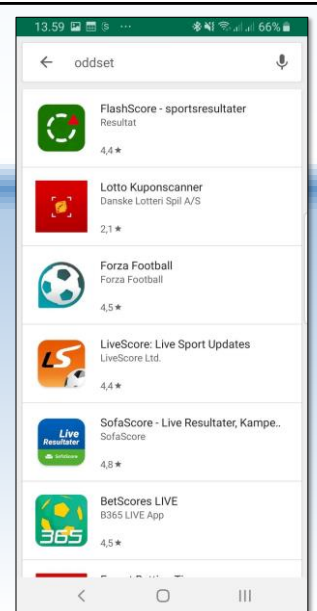 13.59
66%
oddset
FlashScore - sportsresultater
Resultat
4,4 ★
Lotto Kuponscanner
Danske Lotteri Spil A/S
2,1 ★
Forza Football
Forza Football
4,5 ★
LS
LiveScore: Live Sport Updates
LiveScore Ltd.
4,4 ★
Live
Resultater
SofaScore
SofaScore - Live Resultater, Kampe..
SofaScore
4,8 ★
365
BetScores LIVE
B365 LIVE App
4,5 ★